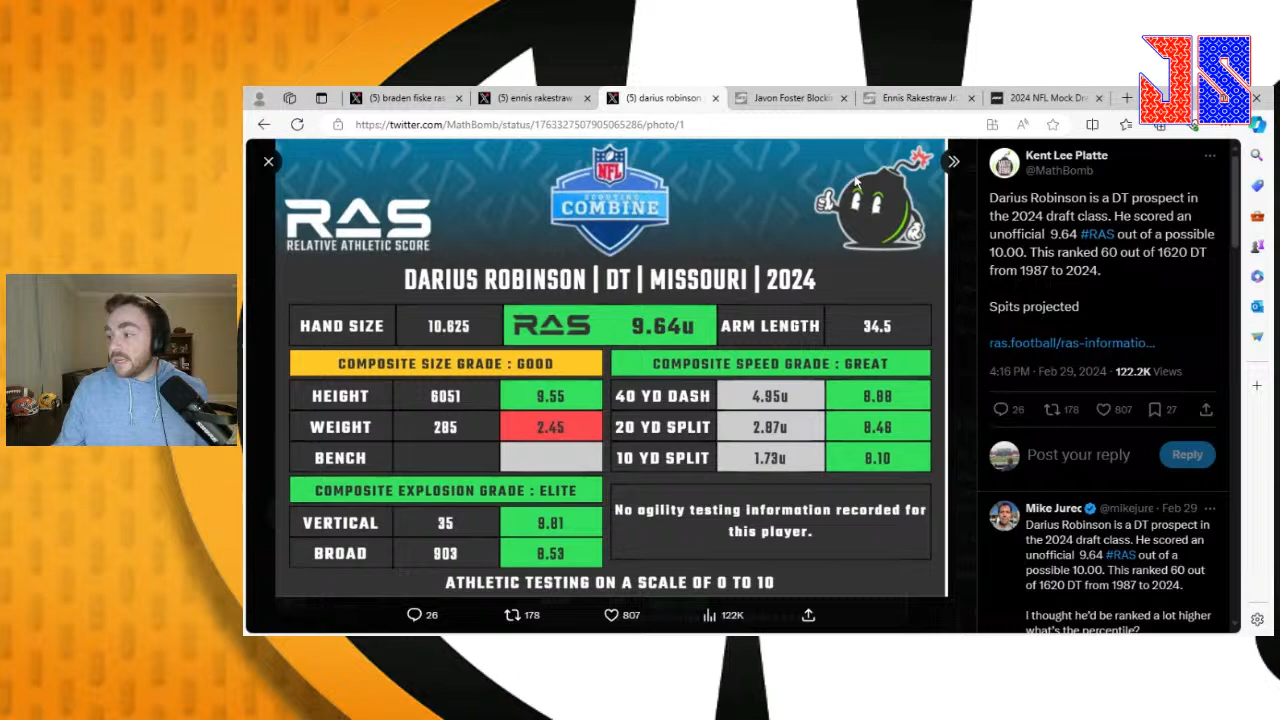 JS
(5) braden fiske ras
(5) ennis rakestraw
(5) darius robinson
Javon Foster Blocki
Ennis Rakestraw Jr.
2024 NFL Mock Dra
https://twitter.com/MathBomb/status/1763327507905065286/photo/1
RAS
RELATIVE ATHLETIC SCORE
NFL
SCOUTING
COMBINE
DARIUS ROBINSON | DT | MISSOURI | 2024
HAND SIZE 10.625 RAS 9.64u ARM LENGTH 34.5
COMPOSITE SIZE GRADE : GOOD
COMPOSITE SPEED GRADE : GREAT
HEIGHT 6051 9.55 40 YD DASH 4.95u 8.88
WEIGHT 285 2.45 20 YD SPLIT 2.87u 8.46
BENCH 10 YD SPLIT 1.73u 8.10
COMPOSITE EXPLOSION GRADE : ELITE
VERTICAL 35 9.81
BROAD 903 8.53
No agility testing information recorded for
this player.
ATHLETIC TESTING ON A SCALE OF 0 TO 10
26 178 807 122K
Kent Lee Platte
@MathBomb
Darius Robinson is a DT prospect in
the 2024 draft class. He scored an
unofficial 9.64 #RAS out of a possible
10.00. This ranked 60 out of 1620 DT
from 1987 to 2024.
Spits projected
ras.football/ras-informatio…
4:16 PM · Feb 29, 2024 · 122.2K Views
26 178 807 27
Post your reply
Reply
Mike Jurec @mikejure · Feb 29
Darius Robinson is a DT prospect in
the 2024 draft class. He scored an
unofficial 9.64 #RAS out of a
possible 10.00. This ranked 60 out
of 1620 DT from 1987 to 2024.
I thought he'd be ranked a lot higher
what's the percentile?